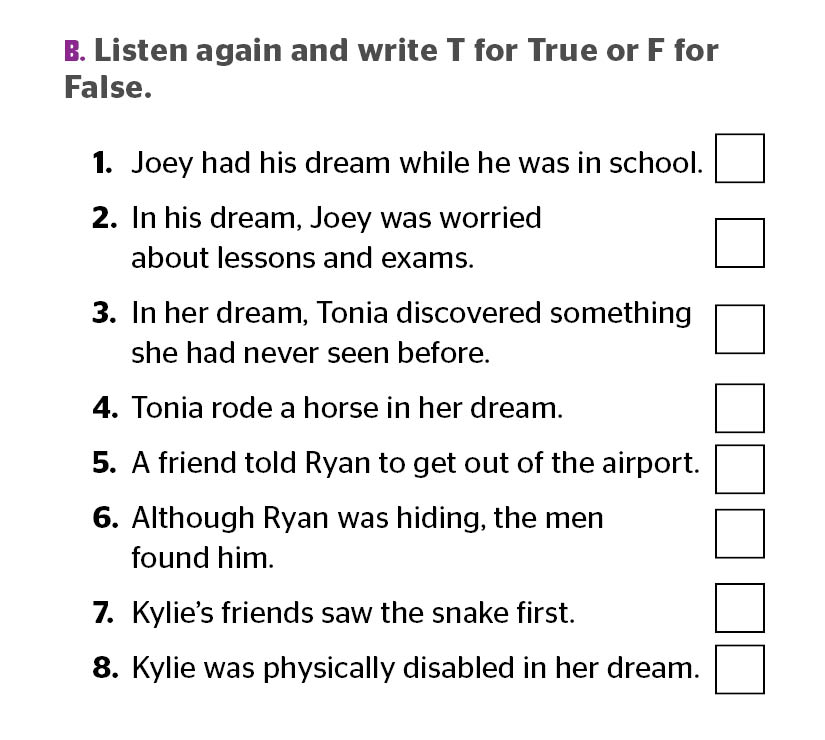 B. Listen again and write T for True or F for
False.
1. Joey had his dream while he was in school.
2. In his dream, Joey was worried
about lessons and exams.
3. In her dream, Tonia discovered something
she had never seen before.
4. Tonia rode a horse in her dream.
5. A friend told Ryan to get out of the airport.
6. Although Ryan was hiding, the men
found him.
7. Kylie’s friends saw the snake first.
8. Kylie was physically disabled in her dream.